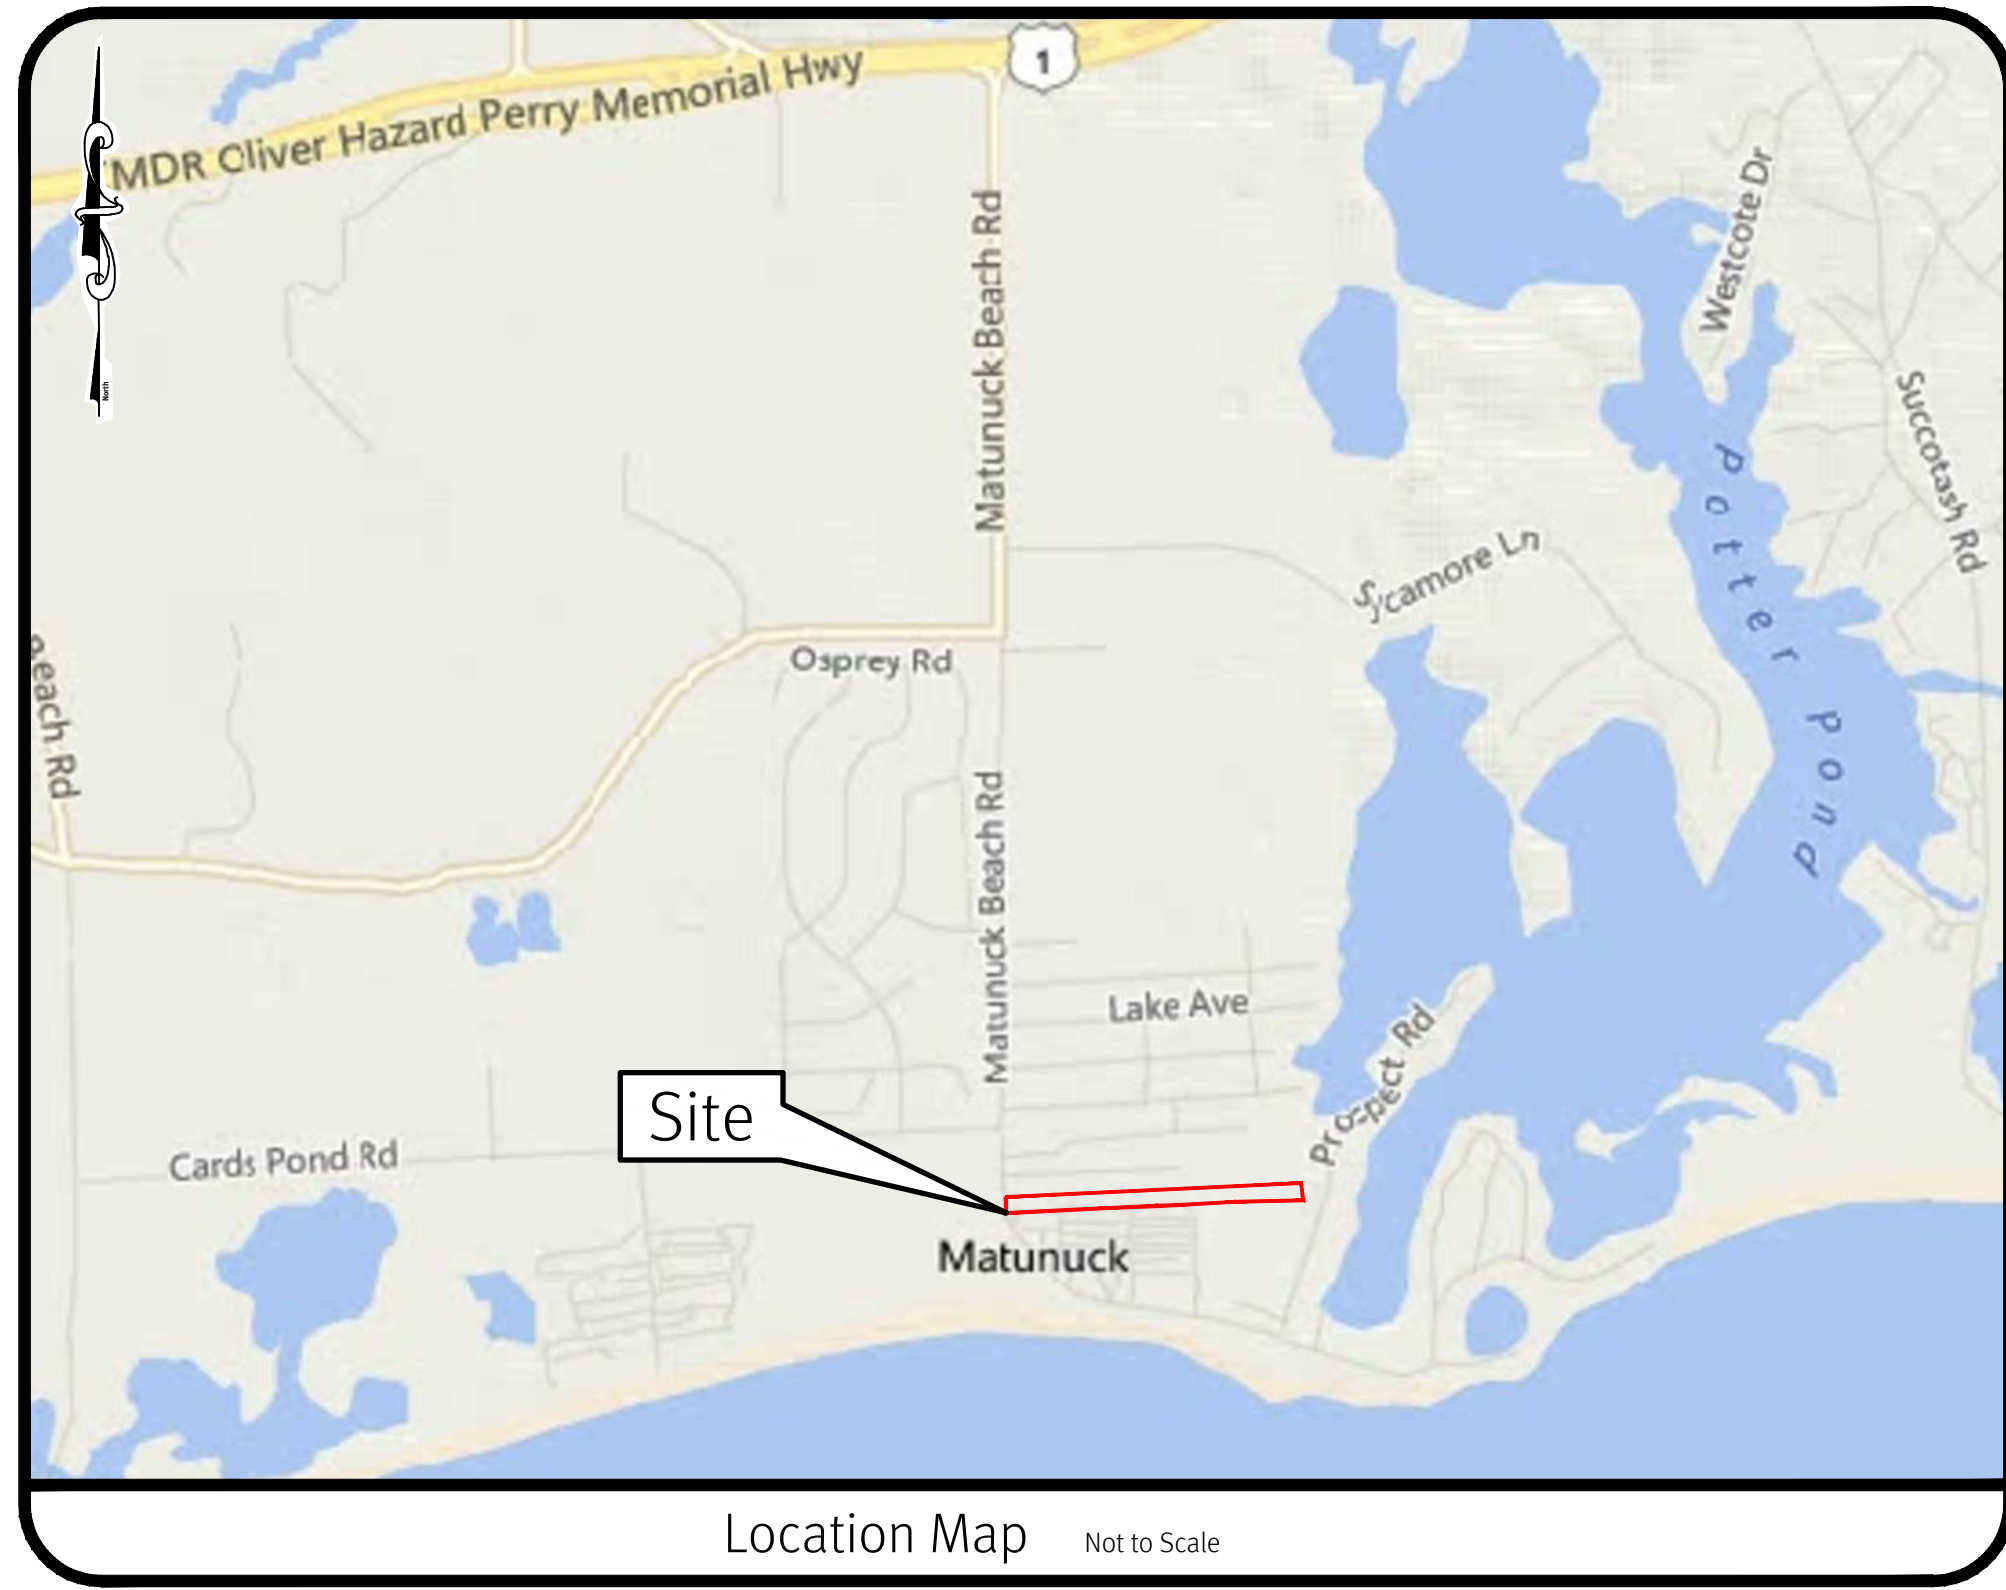 1
MDR Oliver Hazard Perry Memorial Hwy
North
Matunuck Beach Rd
Westcote Dr
Succotash Rd
Potter Pond
Sycamore Ln
Osprey Rd
Beach Rd
Matunuck Beach Rd
Lake Ave
Prospect Rd
Site
Cards Pond Rd
Matunuck
Location Map Not to Scale